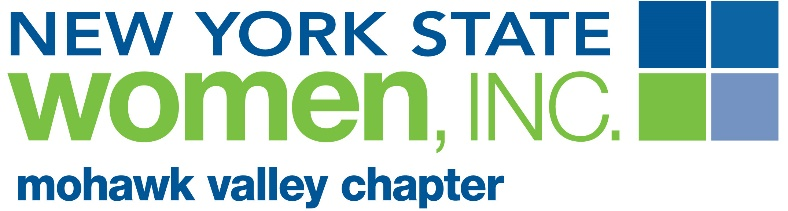 NEW YORK STATE
women, INC.
mohawk valley chapter